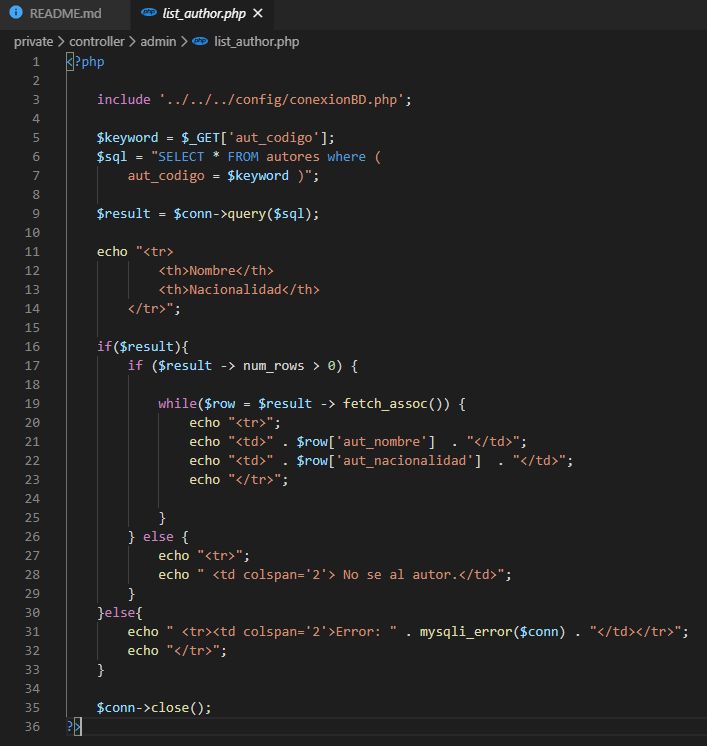 README.md list_author.php
private > controller > admin > list_author.php
1 <?php
2
3 include '../../../config/conexionBD.php';
4
5 $keyword = $_GET['aut_codigo'];
6 $sql = "SELECT * FROM autores where (
7 aut_codigo = $keyword )";
8
9 $result = $conn->query($sql);
10
11 echo "<tr>
12 <th>Nombre</th>
13 <th>Nacionalidad</th>
14 </tr>";
15
16 if($result){
17 if ($result -> num_rows > 0) {
18
19 while($row = $result -> fetch_assoc()) {
20 echo "<tr>";
21 echo "<td>" . $row['aut_nombre'] . "</td>";
22 echo "<td>" . $row['aut_nacionalidad'] . "</td>";
23 echo "</tr>";
24
25 }
26 } else {
27 echo "<tr>";
28 echo " <td colspan='2'> No se al autor.</td>";
29 }
30 }else{
31 echo " <tr><td colspan='2'>Error: " . mysqli_error($conn) . "</td></tr>";
32 echo "</tr>";
33 }
34
35 $conn->close();
36 ?>